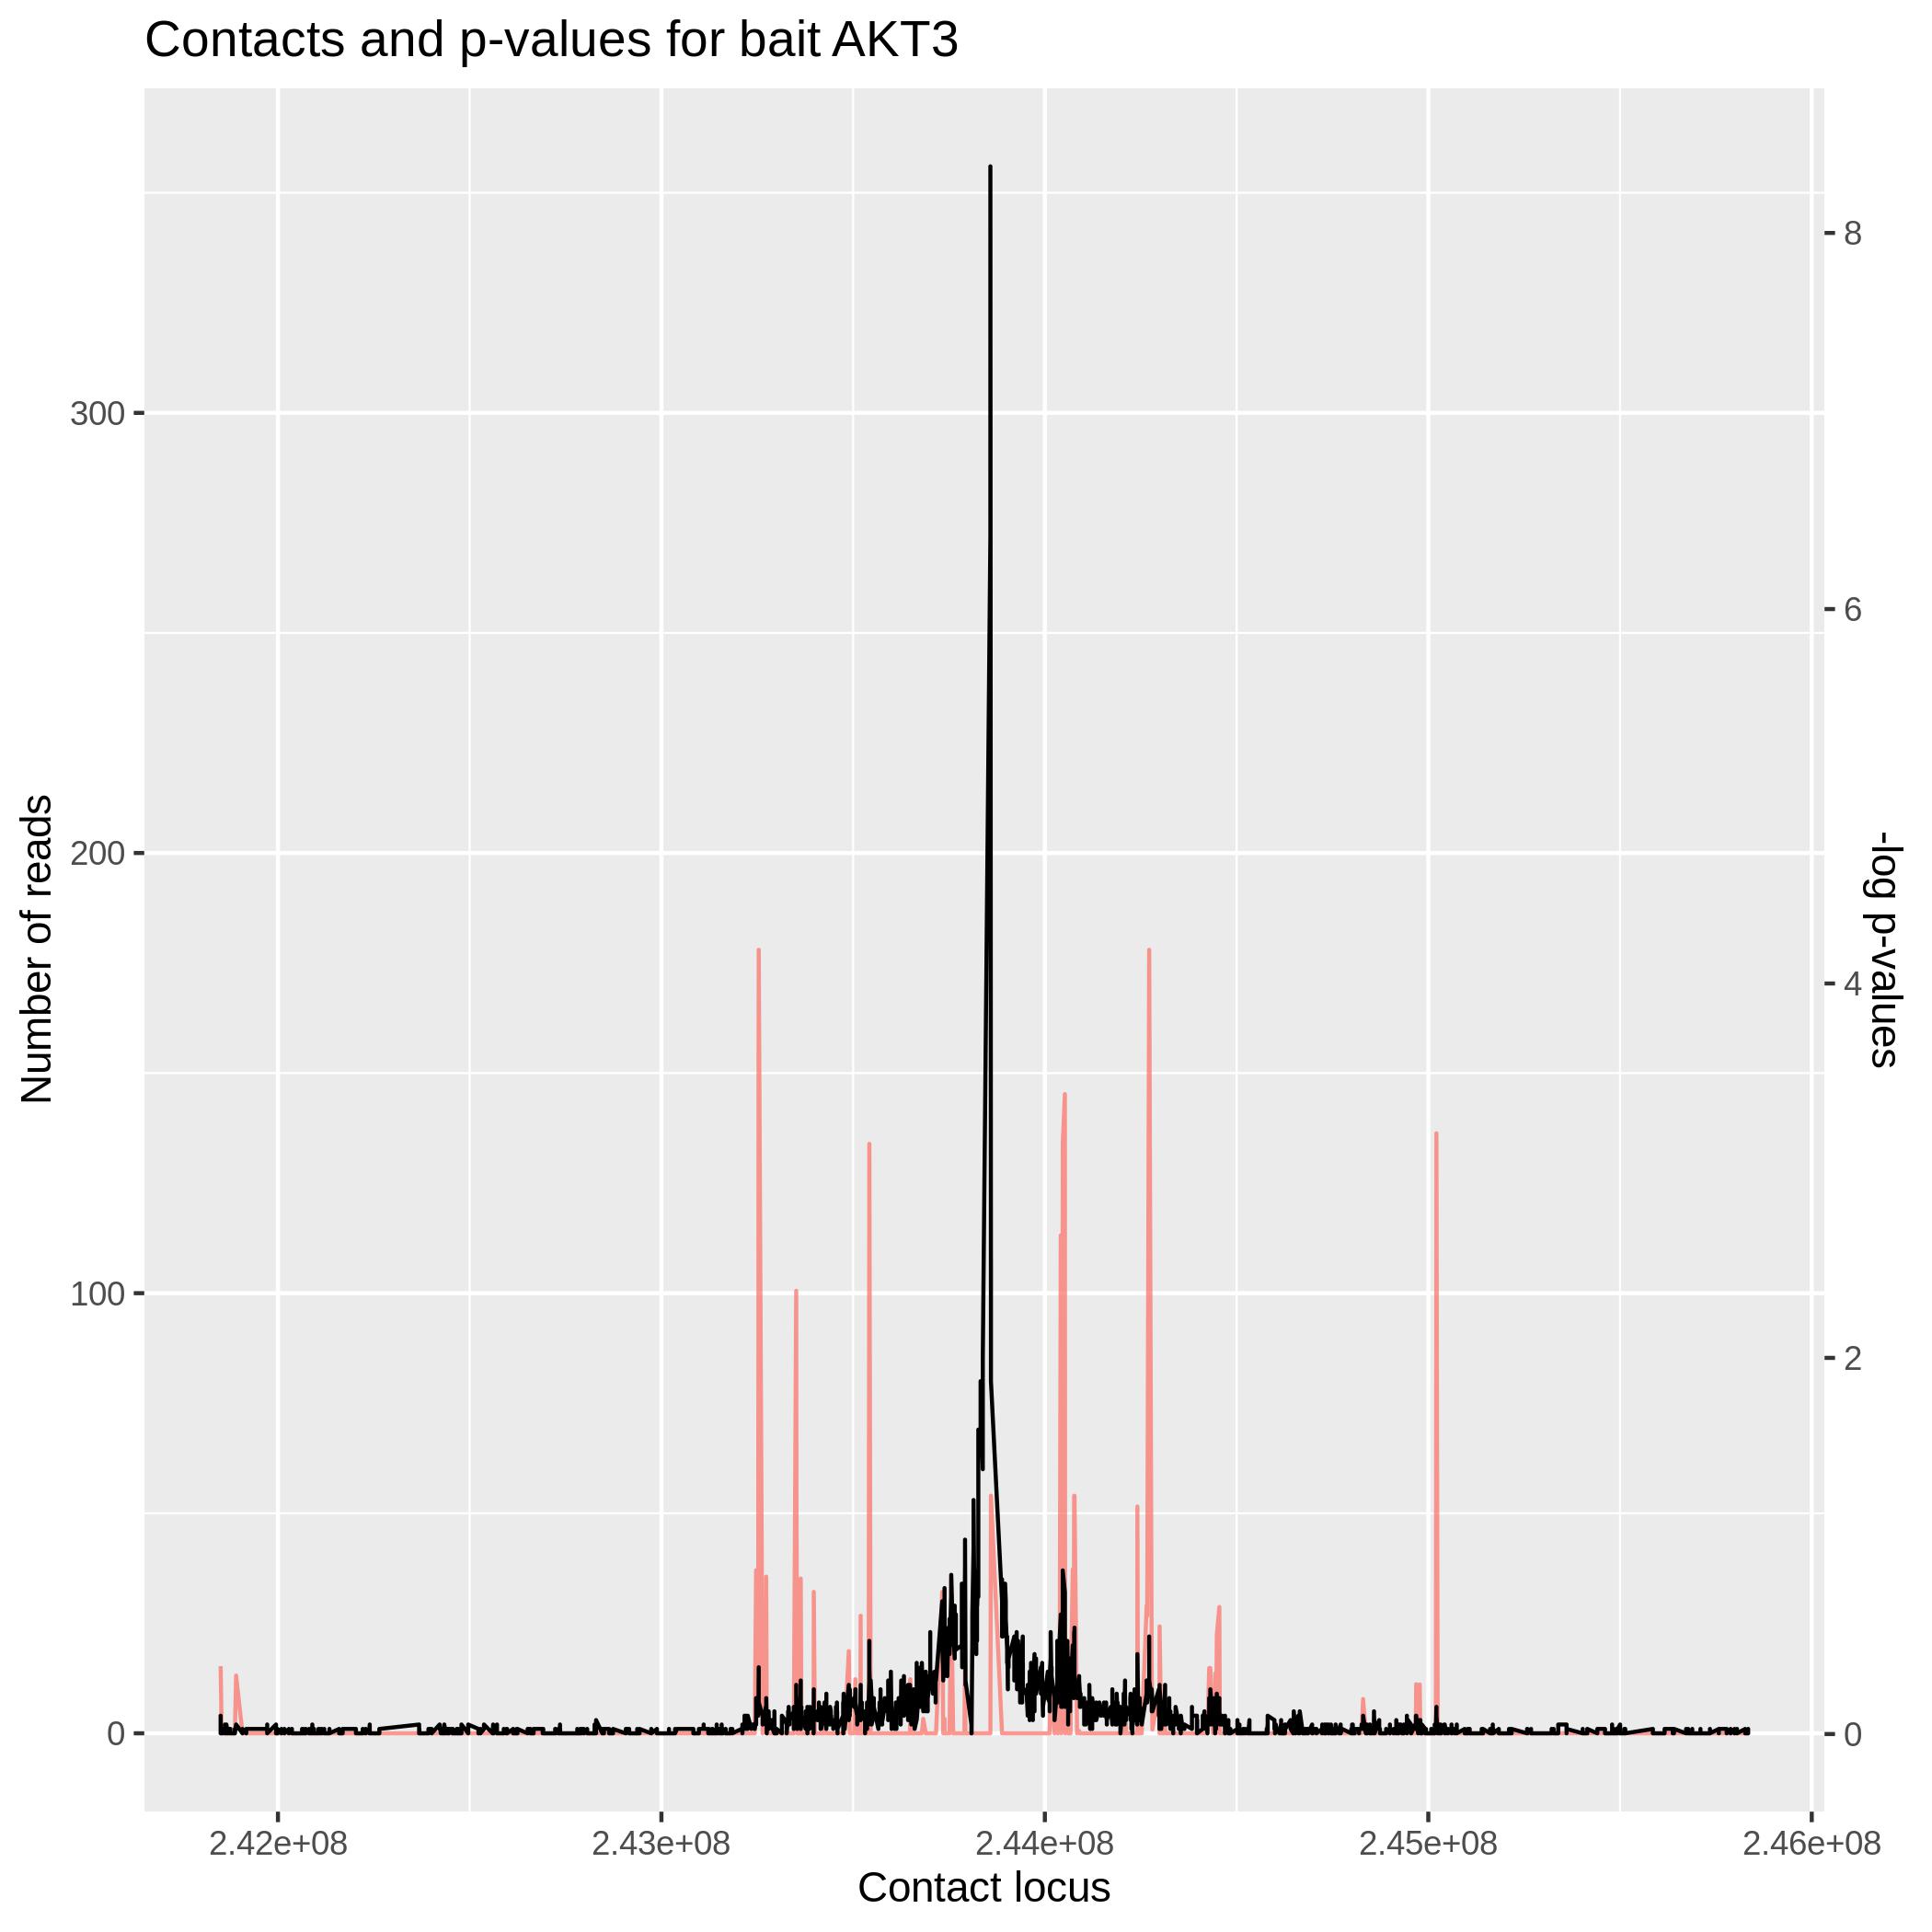 Contacts and p-values for bait AKT3
Number of reads
300
200
100
0
8
6
4
2
0
-log p-values
2.42e+08
2.43e+08
2.44e+08
2.45e+08
2.46e+08
Contact locus